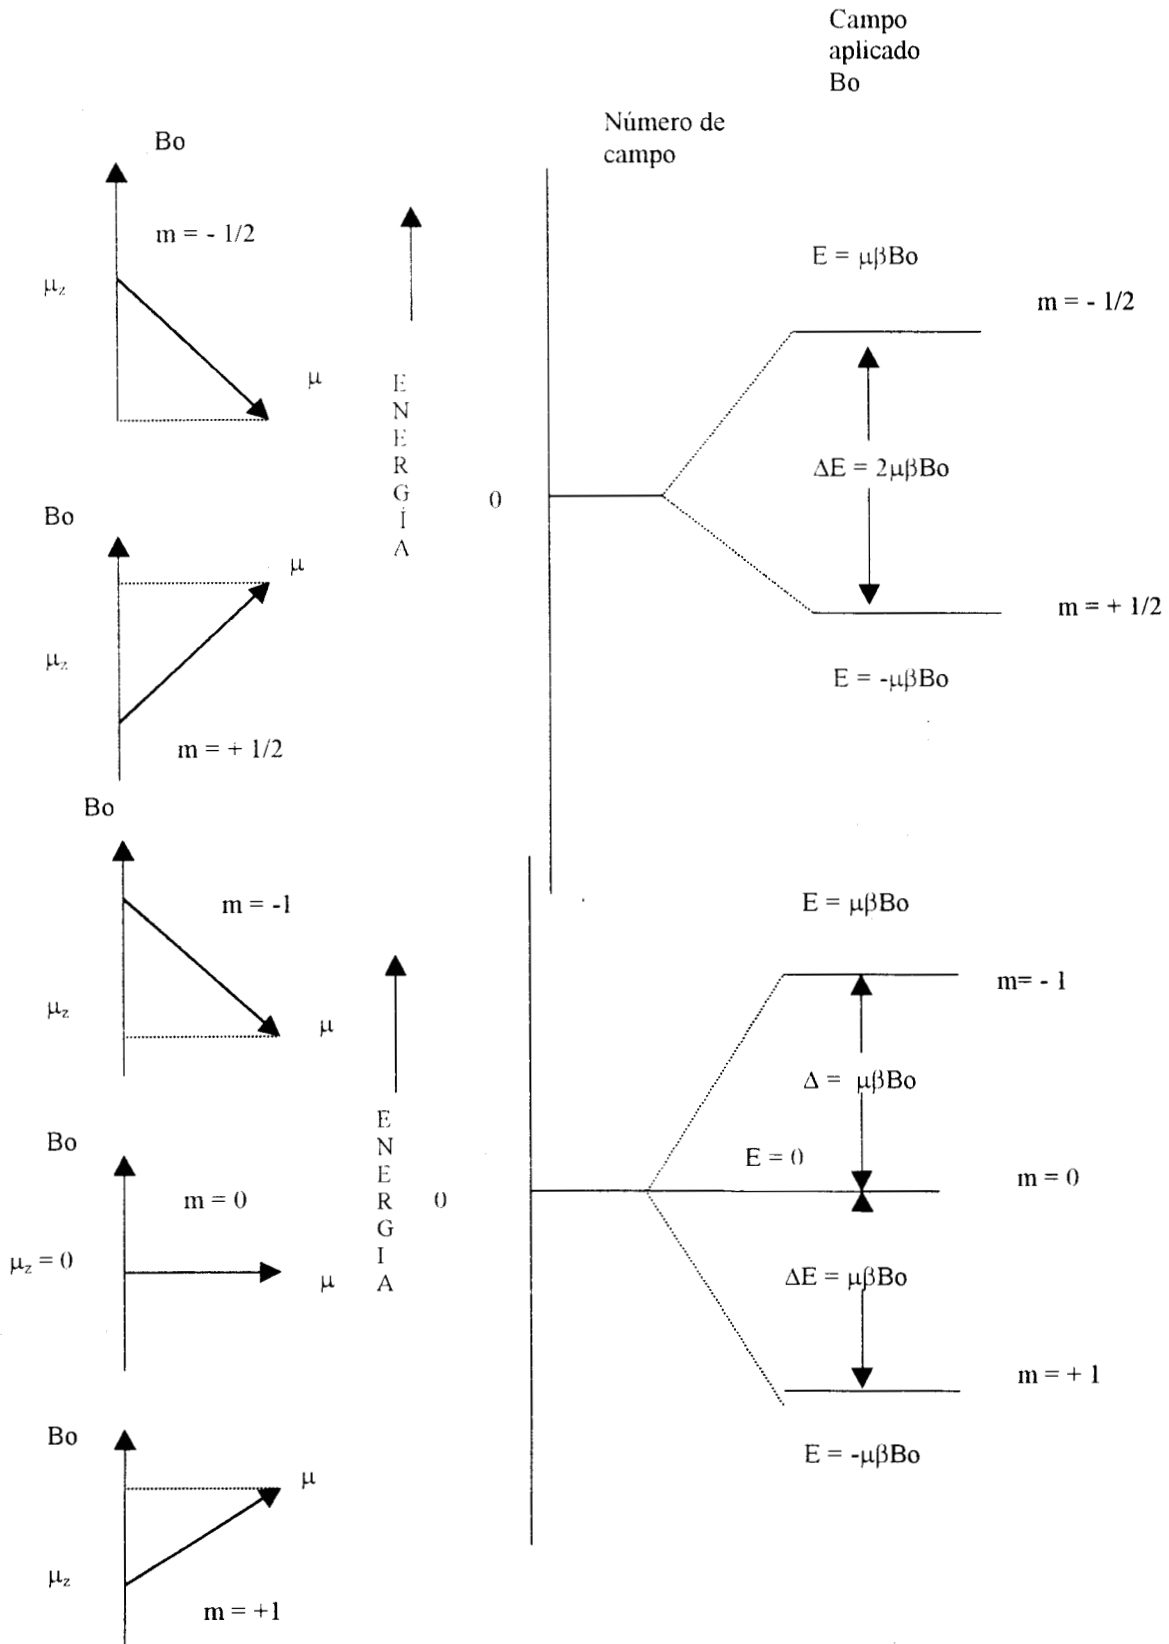 Campo
aplicado
Bo
Número de
campo
Bo
m = - 1/2
μz
μ
ENERGÍA
0
E = μβBo
m = - 1/2
ΔE = 2μβBo
m = + 1/2
E = -μβBo
Bo
μ
μz
m = + 1/2
Bo
m = -1
μz
μ
ENERGIA
0
E = μβBo
m= - 1
Δ = μβBo
E = 0
m = 0
ΔE = μβBo
m = + 1
E = -μβBo
Bo
m = 0
μz = 0
μ
Bo
μ
μz
m = +1